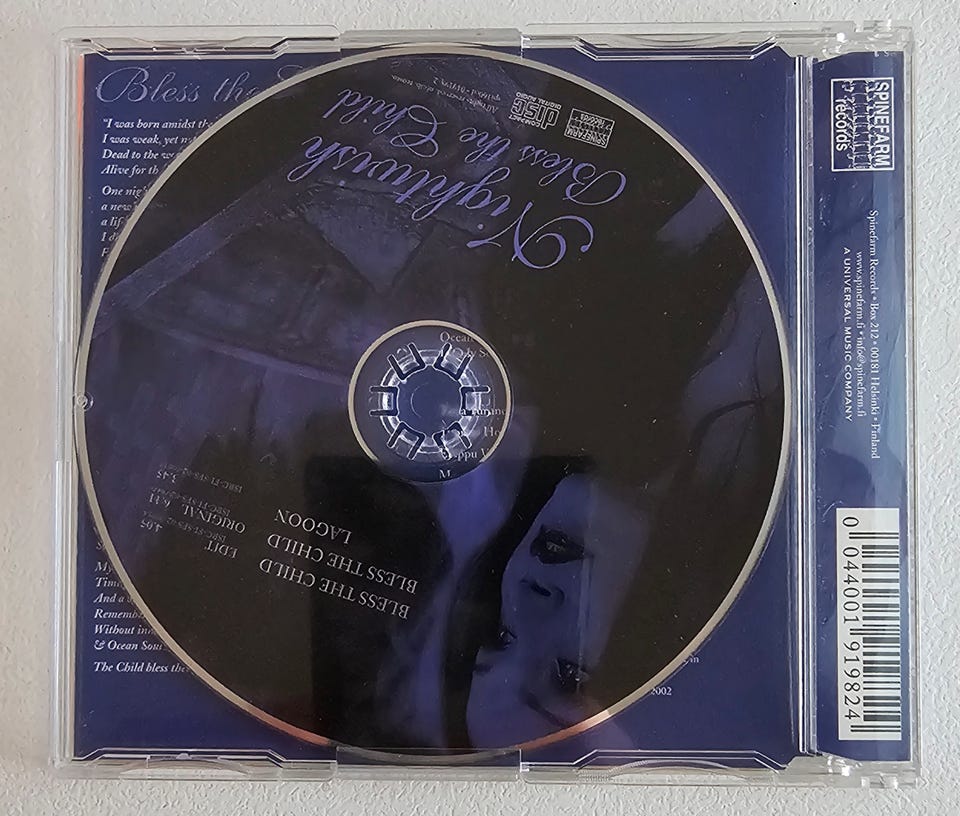 Bless the
"I was born amidst the
I was weak, yet
Dead to the
Alive for th
One nig
a new
a lif
I di
My
Time
And a
Remembe
Without inn
& Ocean Soul
The Child bless the
Ocean
Meppu V
M
2002
Nightwish
Bless the Child
COMPACT
disc
DIGITAL AUDIO
SPINEFARM
records
All rights reserved
BLESS THE CHILD EDIT 4.05
BLESS THE CHILD ORIGINAL 6.11
LAGOON 3.45
SPINEFARM
records
Spinefarm Records • Box 212 • 00181 Helsinki • Finland
www.spinefarm.fi • info@spinefarm.fi
A UNIVERSAL MUSIC COMPANY
0 044001 919824